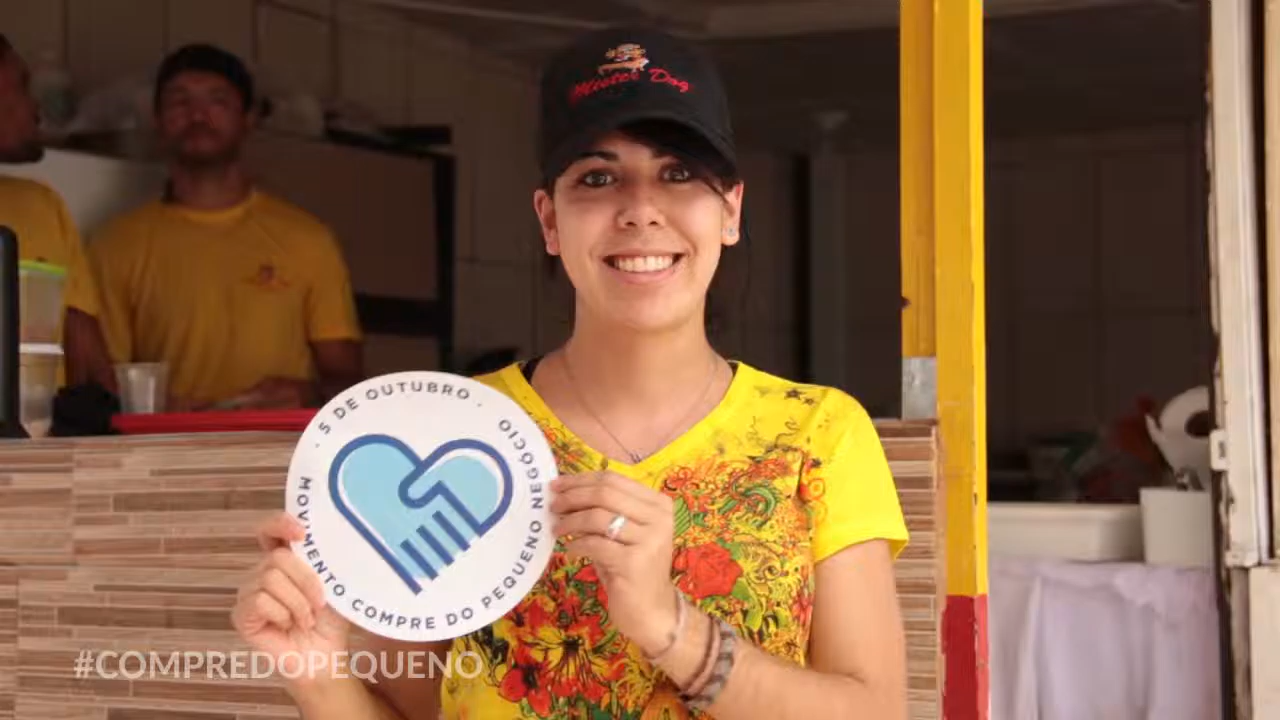 Mister Dog
· 5 DE OUTUBRO ·
MOVIMENTO COMPRE DO PEQUENO NEGÓCIO
#COMPREDOPEQUENO